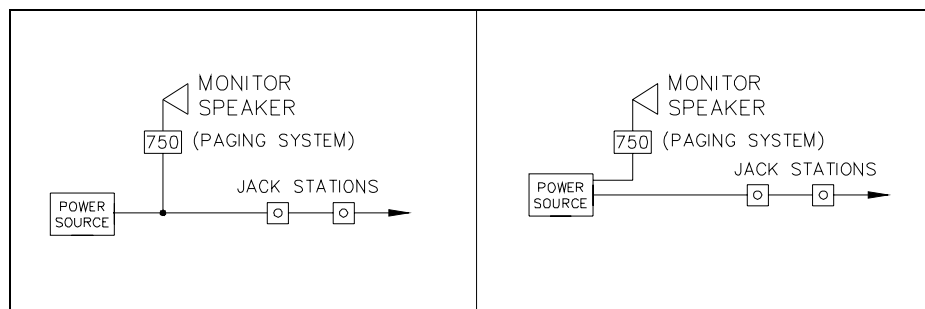 MONITOR
SPEAKER
750 (PAGING SYSTEM)
JACK STATIONS
POWER
SOURCE
MONITOR
SPEAKER
750 (PAGING SYSTEM)
JACK STATIONS
POWER
SOURCE